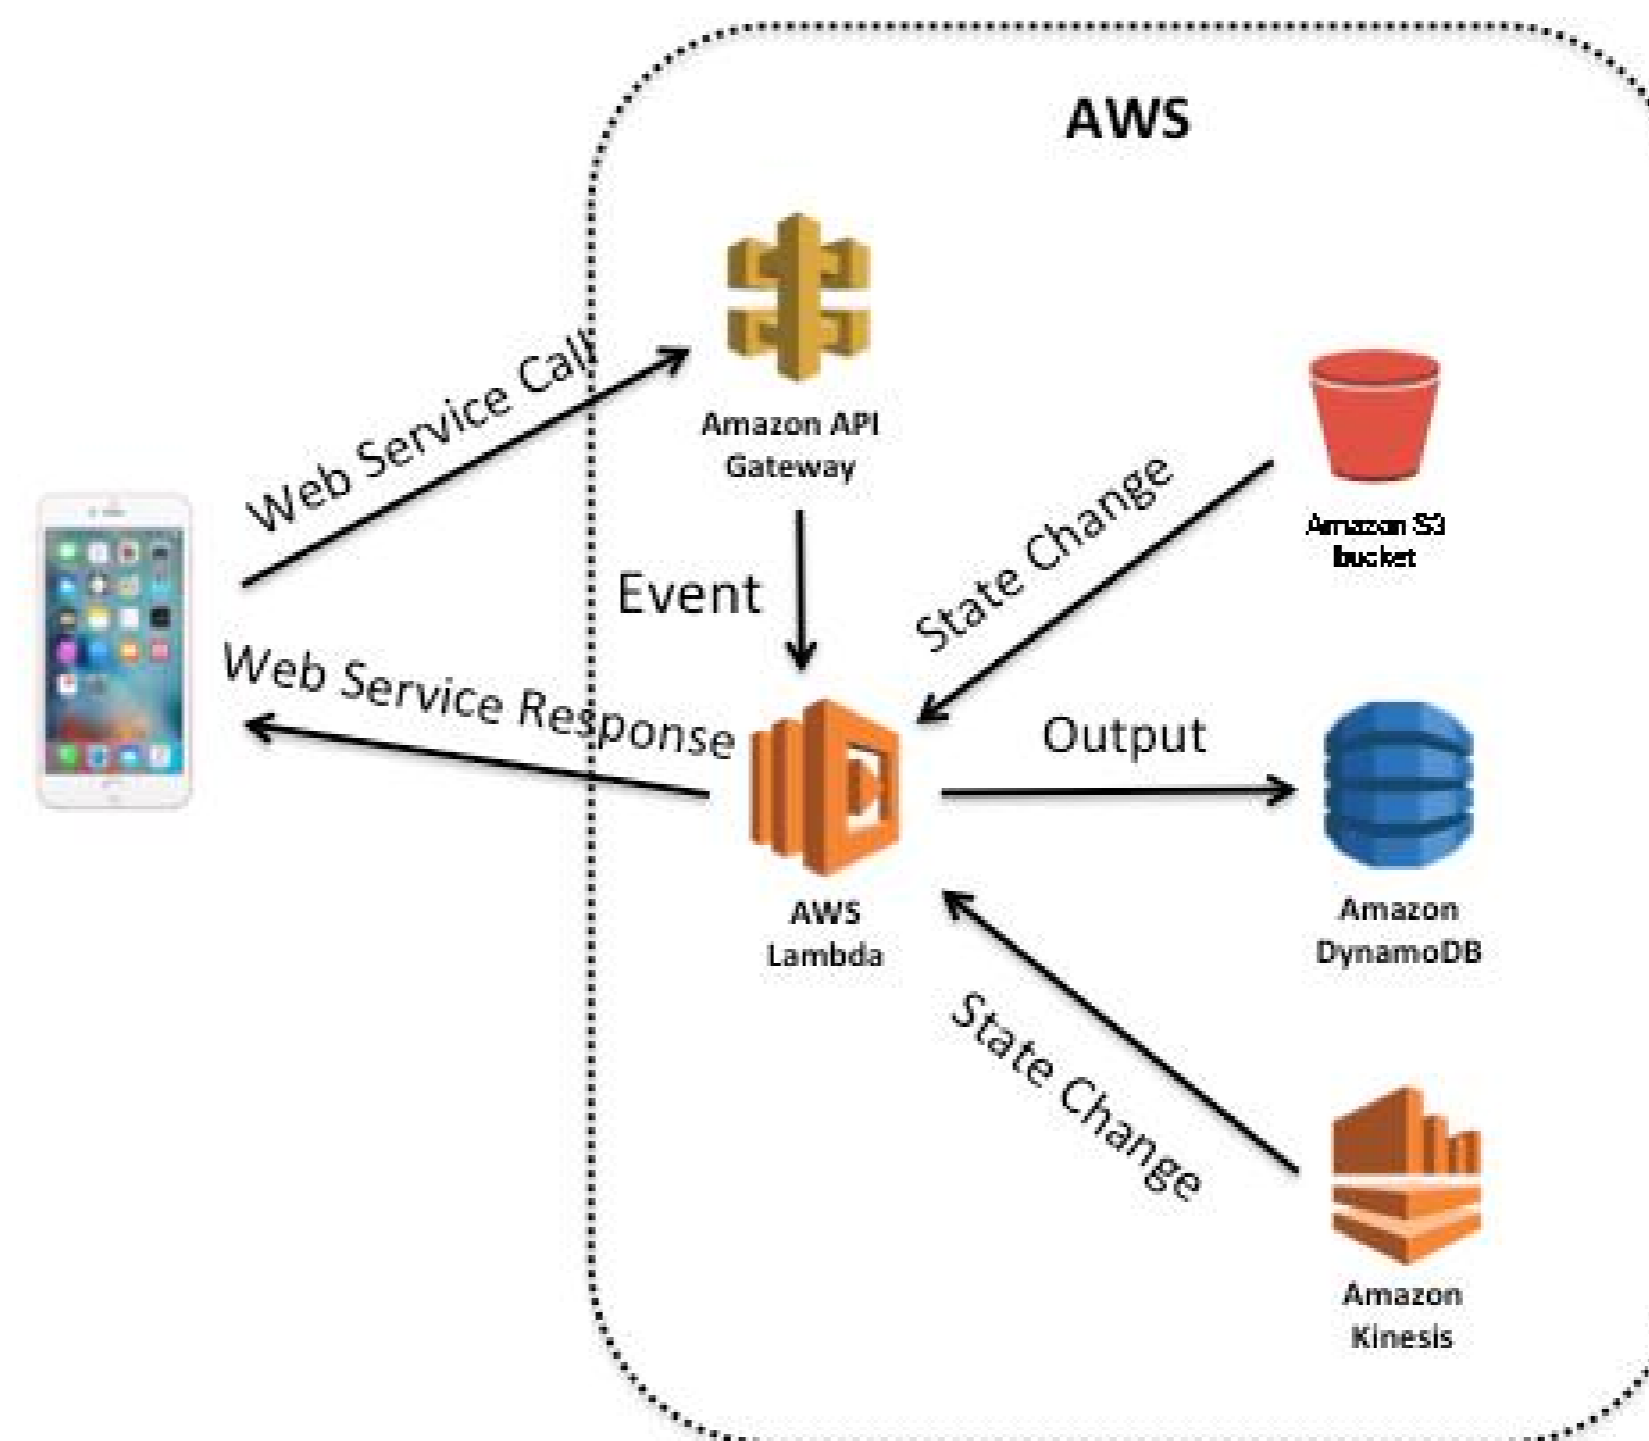 AWS
Web Service Call
Amazon API
Gateway
Amazon S3
bucket
State Change
Event
Web Service Response
Output
AWS
Lambda
Amazon
DynamoDB
State Change
Amazon
Kinesis